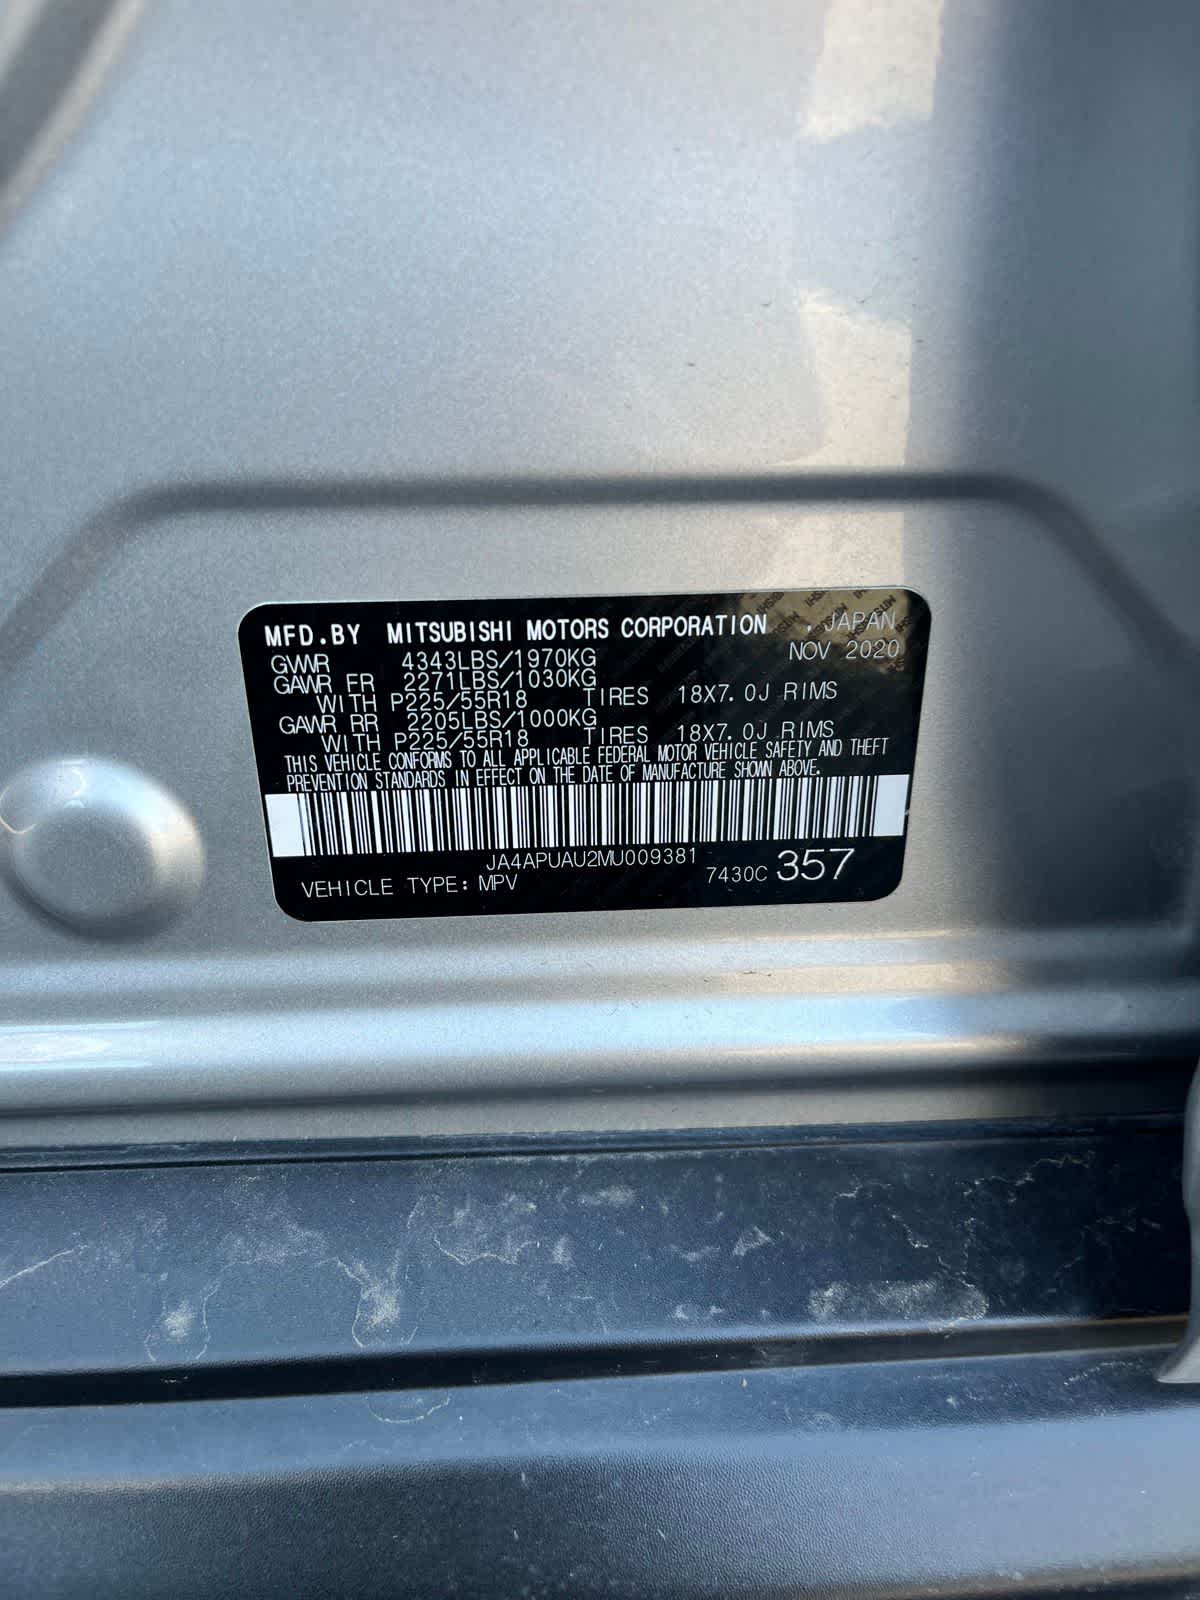 MFD.BY MITSUBISHI MOTORS CORPORATION , JAPAN
NOV 2020
GVWR 4343LBS/1970KG
GAWR FR 2271LBS/1030KG
WITH P225/55R18 TIRES 18X7.0J RIMS
GAWR RR 2205LBS/1000KG
WITH P225/55R18 TIRES 18X7.0J RIMS
THIS VEHICLE CONFORMS TO ALL APPLICABLE FEDERAL MOTOR VEHICLE SAFETY AND THEFT
PREVENTION STANDARDS IN EFFECT ON THE DATE OF MANUFACTURE SHOWN ABOVE.
JA4APUAU2MU009381
VEHICLE TYPE: MPV 7430C 357